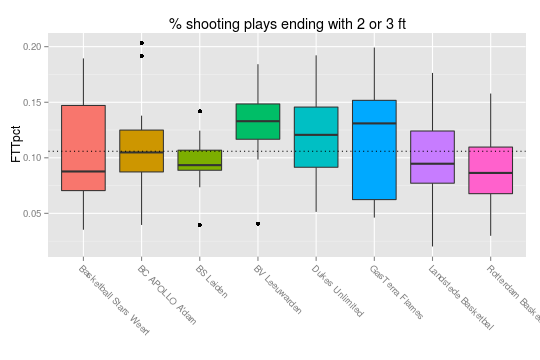 % shooting plays ending with 2 or 3 ft
FTTpct
0.20
0.15
0.10
0.05
Basketball Stars Weert
BC APOLLO A'dam
BS Leiden
BV Leeuwarden
Dukes Unlimited
GasTerra Flames
Landstede Basketbal
Rotterdam Baske